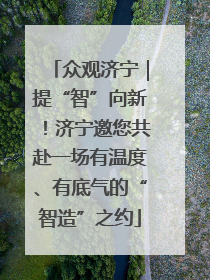 「众观济宁｜
提“智”向新
！济宁邀您共
赴一场有温度
、有底气的“
智造”之约」